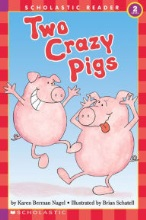 SCHOLASTIC READER
2
Two
Crazy
Pigs
by Karen Berman Nagel • Illustrated by Brian Schatell
SCHOLASTIC